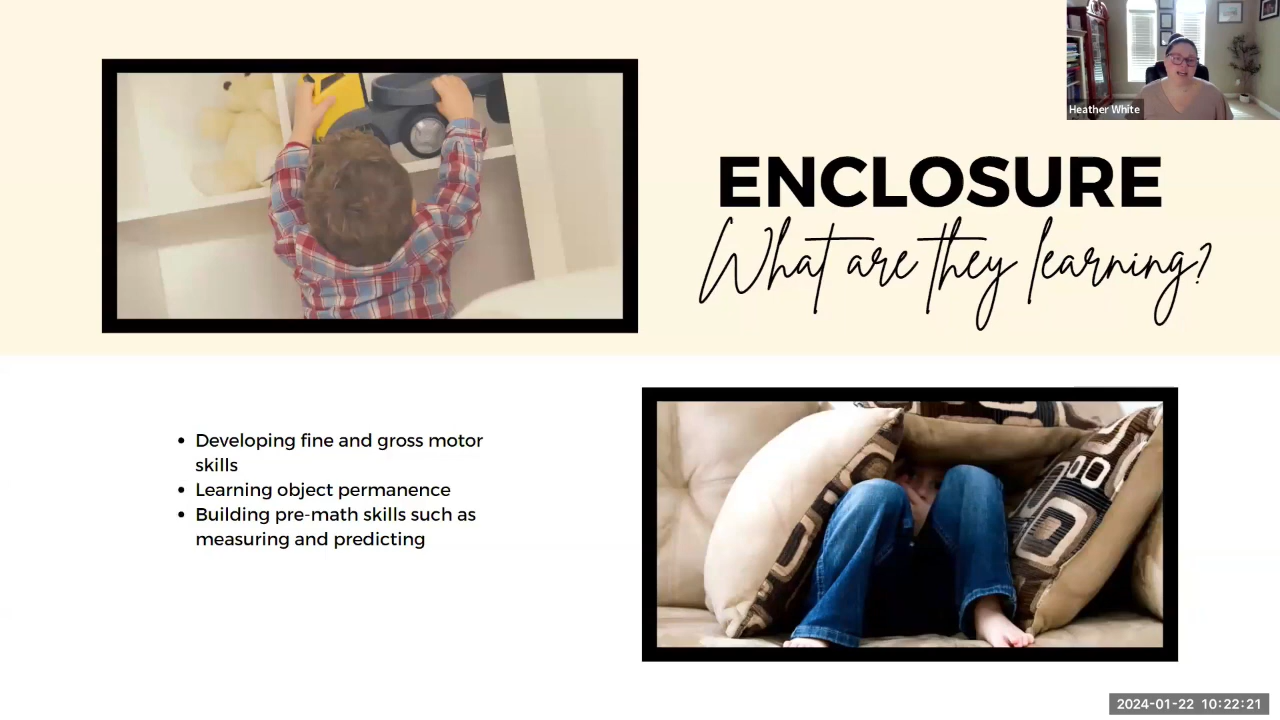 Heather White
ENCLOSURE
What are they learning?
• Developing fine and gross motor
skills
• Learning object permanence
• Building pre-math skills such as
measuring and predicting
2024-01-22 10:22:21